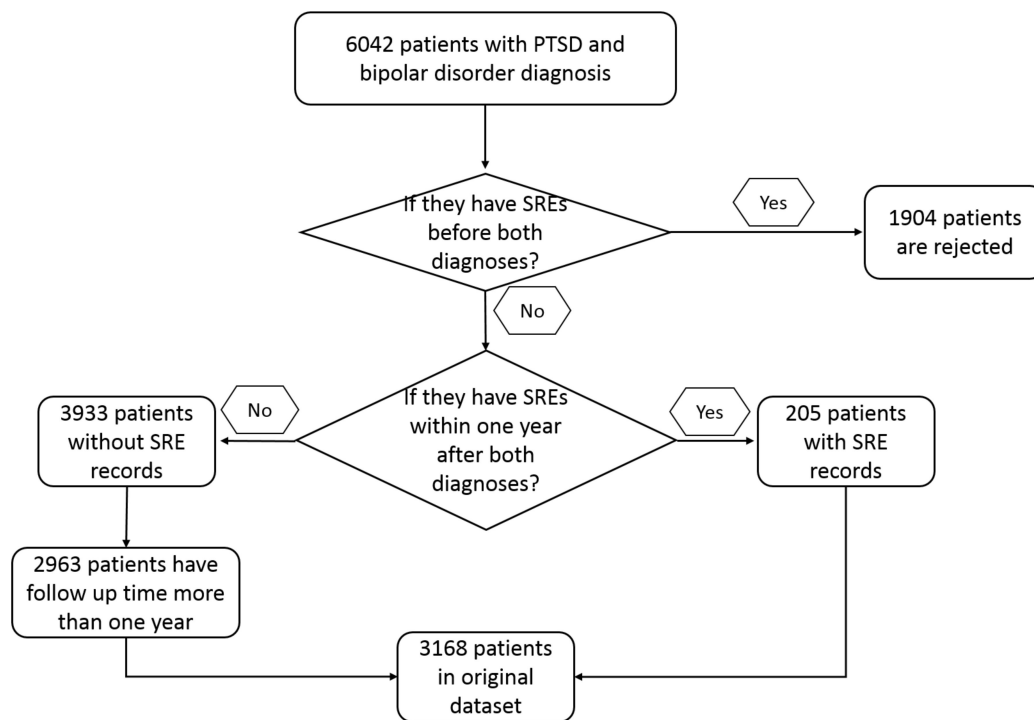 6042 patients with PTSD and
bipolar disorder diagnosis
If they have SREs
before both
diagnoses?
Yes
1904 patients
are rejected
No
If they have SREs
within one year
after both
diagnoses?
No
3933 patients
without SRE
records
Yes
205 patients
with SRE
records
2963 patients have
follow up time more
than one year
3168 patients
in original
dataset